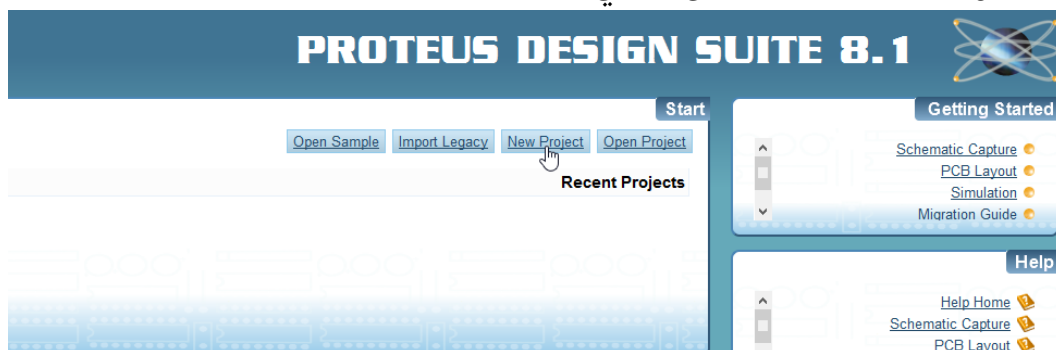 PROTEUS DESIGN SUITE 8.1
Start
Open Sample Import Legacy New Project Open Project
Recent Projects
Getting Started
Schematic Capture
PCB Layout
Simulation
Migration Guide
Help
Help Home
Schematic Capture
PCB Layout